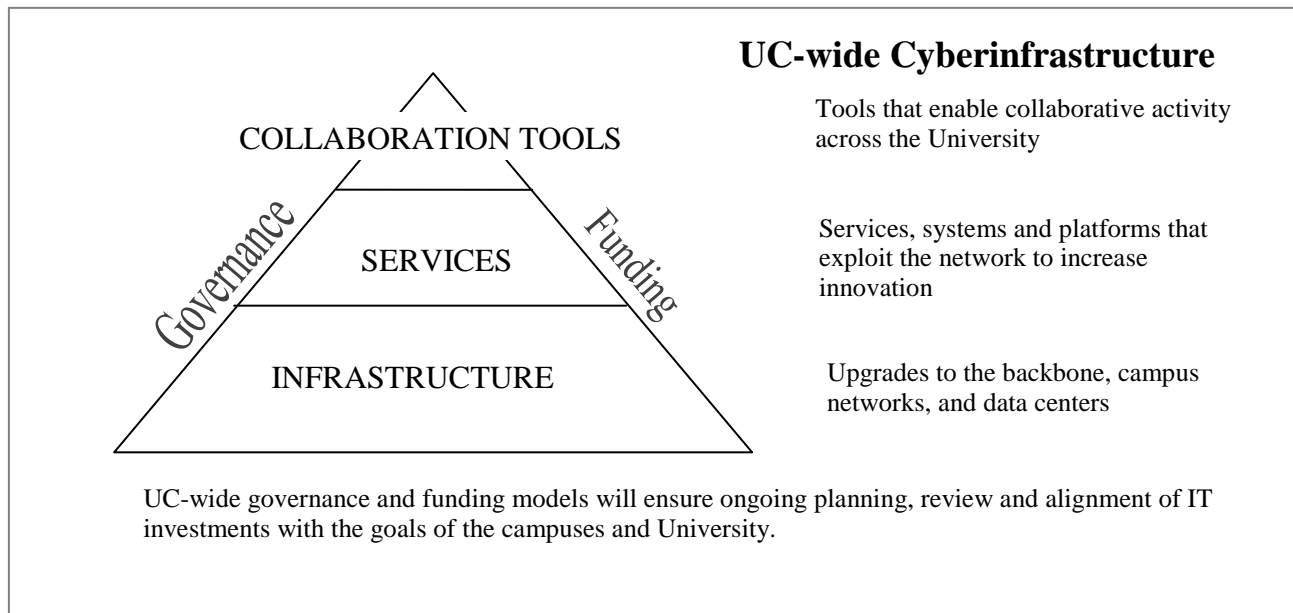 UC-wide Cyberinfrastructure
Tools that enable collaborative activity
across the University
COLLABORATION TOOLS
Governance
Funding
Services, systems and platforms that
exploit the network to increase
innovation
SERVICES
Upgrades to the backbone, campus
networks, and data centers
INFRASTRUCTURE
UC-wide governance and funding models will ensure ongoing planning, review and alignment of IT
investments with the goals of the campuses and University.